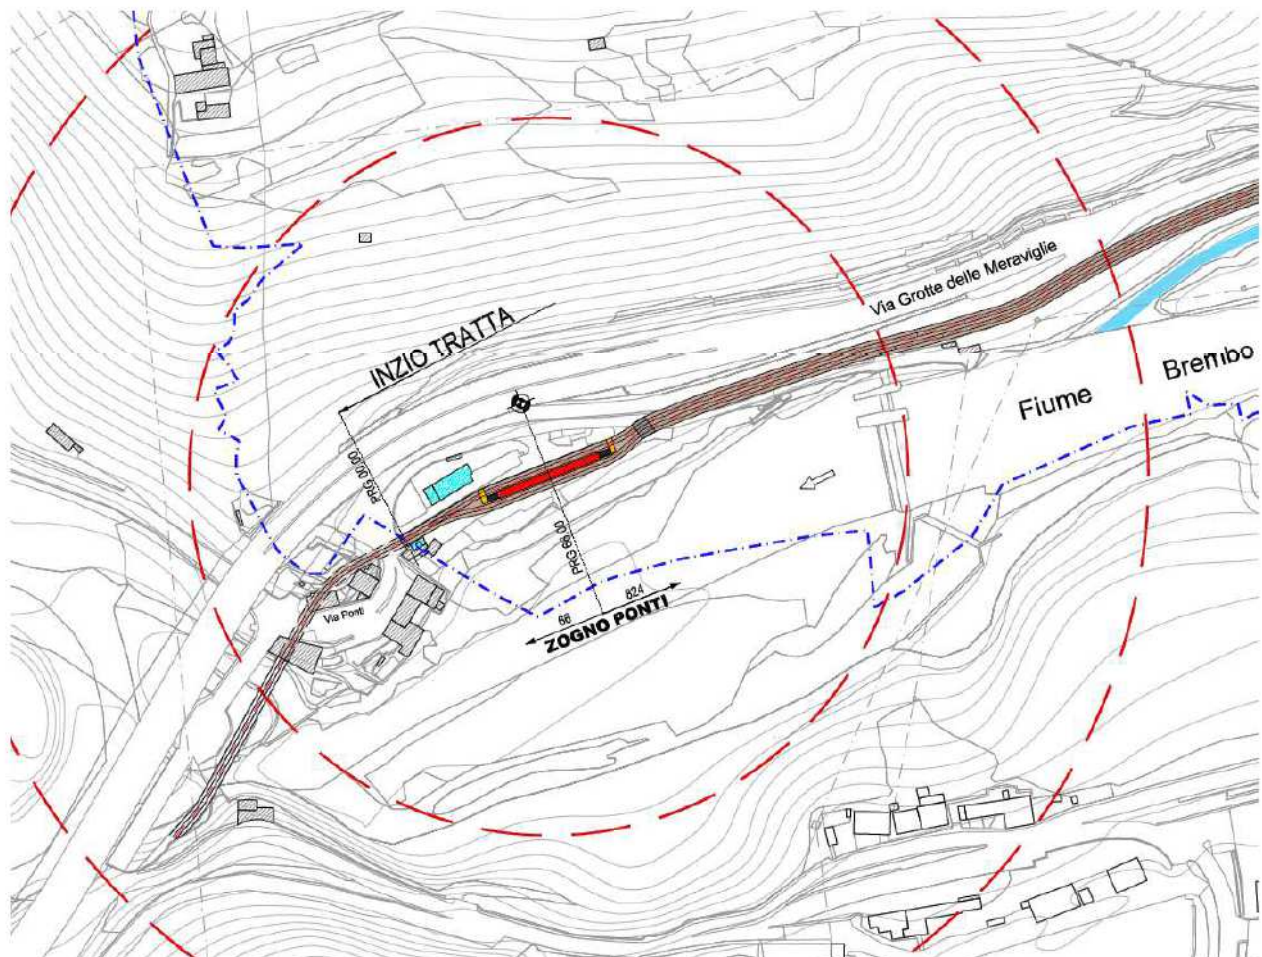 Via Grotte delle Meraviglie
INZIO TRATTA
Brembo
Fiume
PRG 00.00
PRG 66.00
Via Ponti
66
824
ZOGNO PONTI